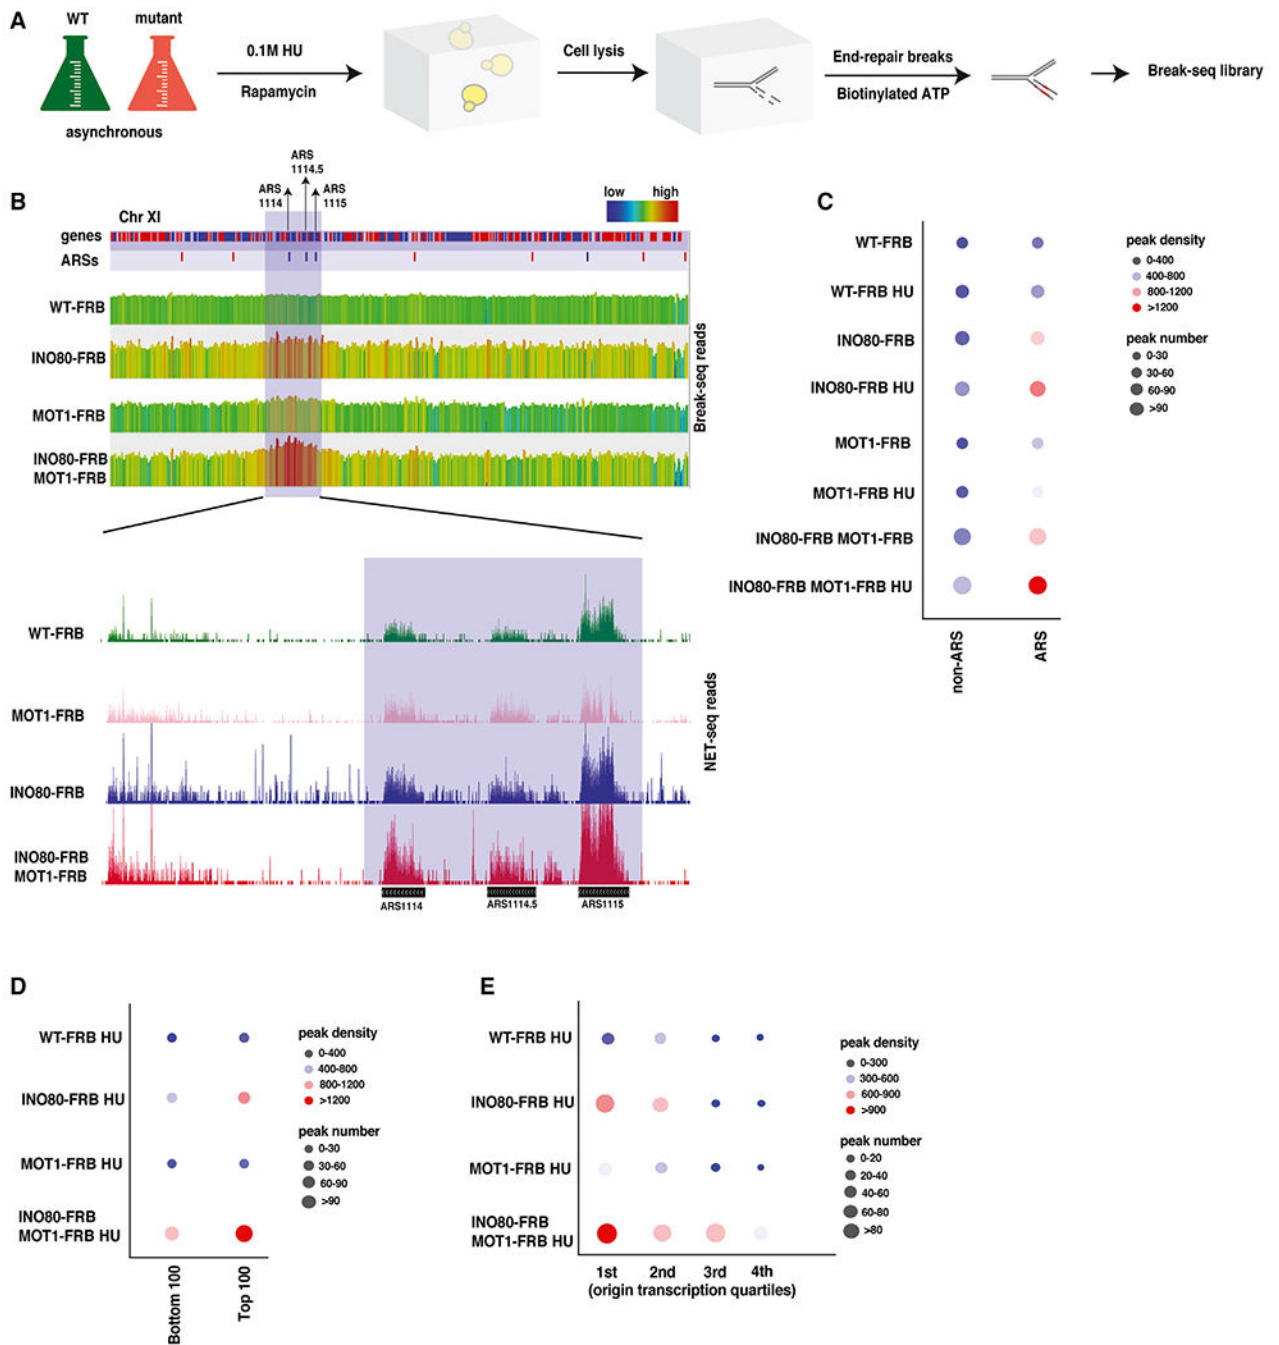 A
WT
mutant
asynchronous
0.1M HU
Rapamycin
Cell lysis
End-repair breaks
Biotinylated ATP
Break-seq library
B
ARS
1114.5
ARS
1114
ARS
1115
low
high
Chr XI
genes
ARSs
WT-FRB
INO80-FRB
MOT1-FRB
INO80-FRB
MOT1-FRB
Break-seq reads
WT-FRB
MOT1-FRB
INO80-FRB
INO80-FRB
MOT1-FRB
NET-seq reads
ARS1114
ARS1114.5
ARS1115
C
WT-FRB
WT-FRB HU
INO80-FRB
INO80-FRB HU
MOT1-FRB
MOT1-FRB HU
INO80-FRB MOT1-FRB
INO80-FRB MOT1-FRB HU
non-ARS
ARS
peak density
0-400
400-800
800-1200
>1200
peak number
0-30
30-60
60-90
>90
D
WT-FRB HU
INO80-FRB HU
MOT1-FRB HU
INO80-FRB
MOT1-FRB HU
Bottom 100
Top 100
peak density
0-400
400-800
800-1200
>1200
peak number
0-30
30-60
60-90
>90
E
WT-FRB HU
INO80-FRB HU
MOT1-FRB HU
INO80-FRB
MOT1-FRB HU
1st 2nd 3rd 4th
(origin transcription quartiles)
peak density
0-300
300-600
600-900
>900
peak number
0-20
20-40
40-60
60-80
>80